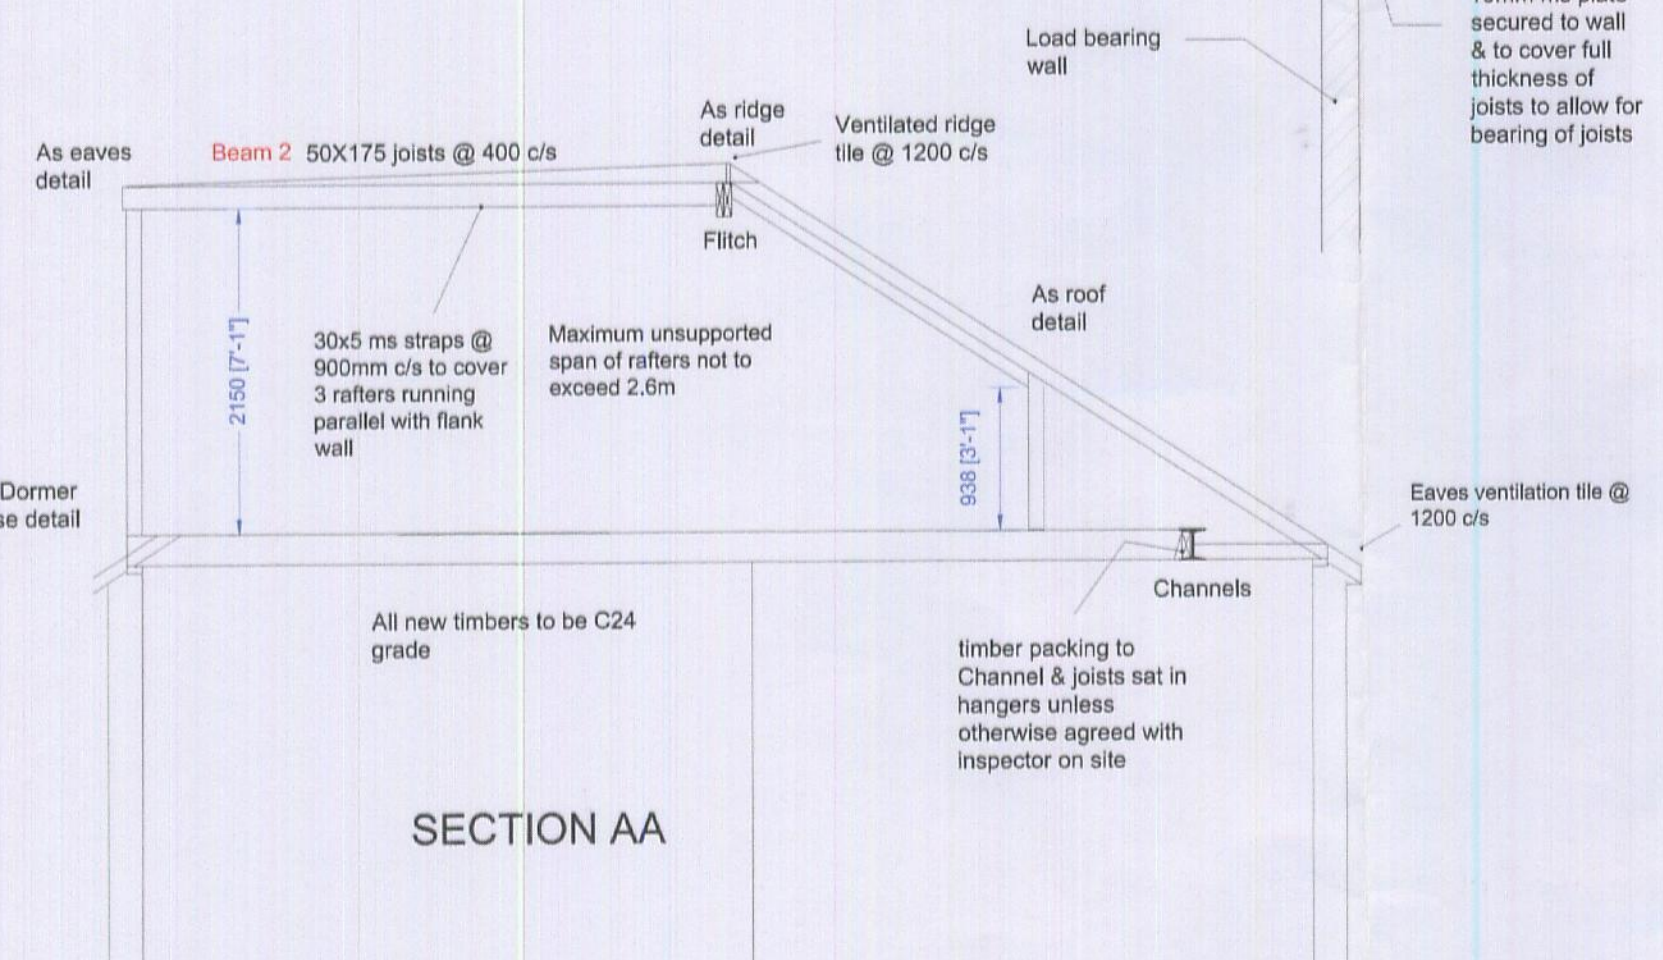 secured to wall
& to cover full
thickness of
joists to allow for
bearing of joists
Load bearing
wall
As ridge
detail
Ventilated ridge
tile @ 1200 c/s
As eaves
detail
Beam 2 50X175 joists @ 400 c/s
Flitch
As roof
detail
2150 [7'-1"]
30x5 ms straps @
900mm c/s to cover
3 rafters running
parallel with flank
wall
Maximum unsupported
span of rafters not to
exceed 2.6m
938 [3'-1"]
Dormer
se detail
Eaves ventilation tile @
1200 c/s
Channels
All new timbers to be C24
grade
timber packing to
Channel & joists sat in
hangers unless
otherwise agreed with
inspector on site
SECTION AA